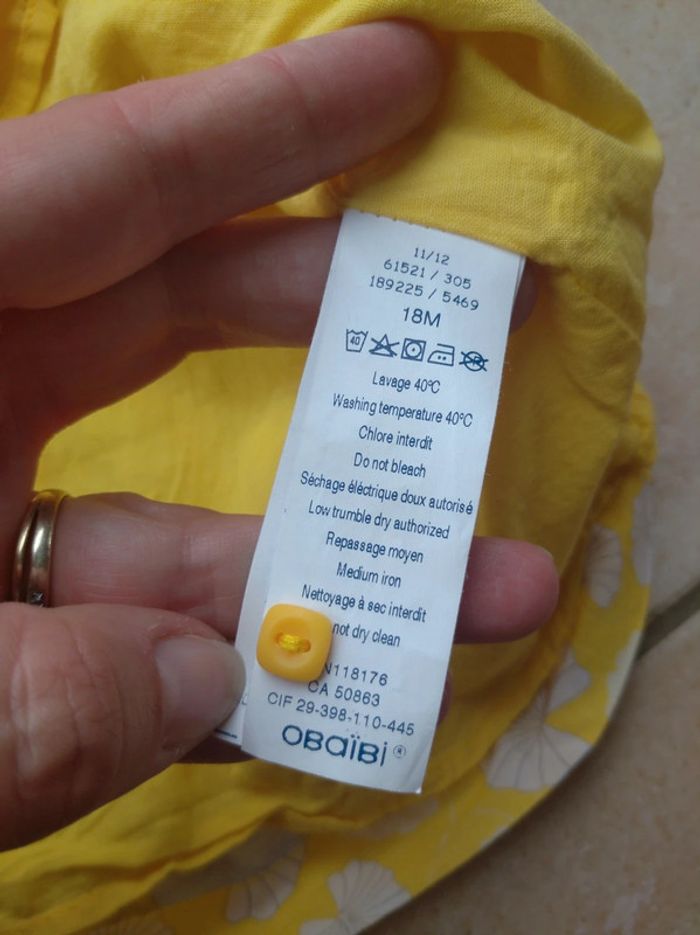 11/12
61521 / 305
189225 / 5469
18M
40
Lavage 40°C
Washing temperature 40°C
Chlore interdit
Do not bleach
Séchage éléctrique doux autorisé
Low trumble dry authorized
Repassage moyen
Medium iron
Nettoyage à sec interdit
not dry clean
N118176
CA 50863
CIF 29-398-110-445
OBaïBi ®